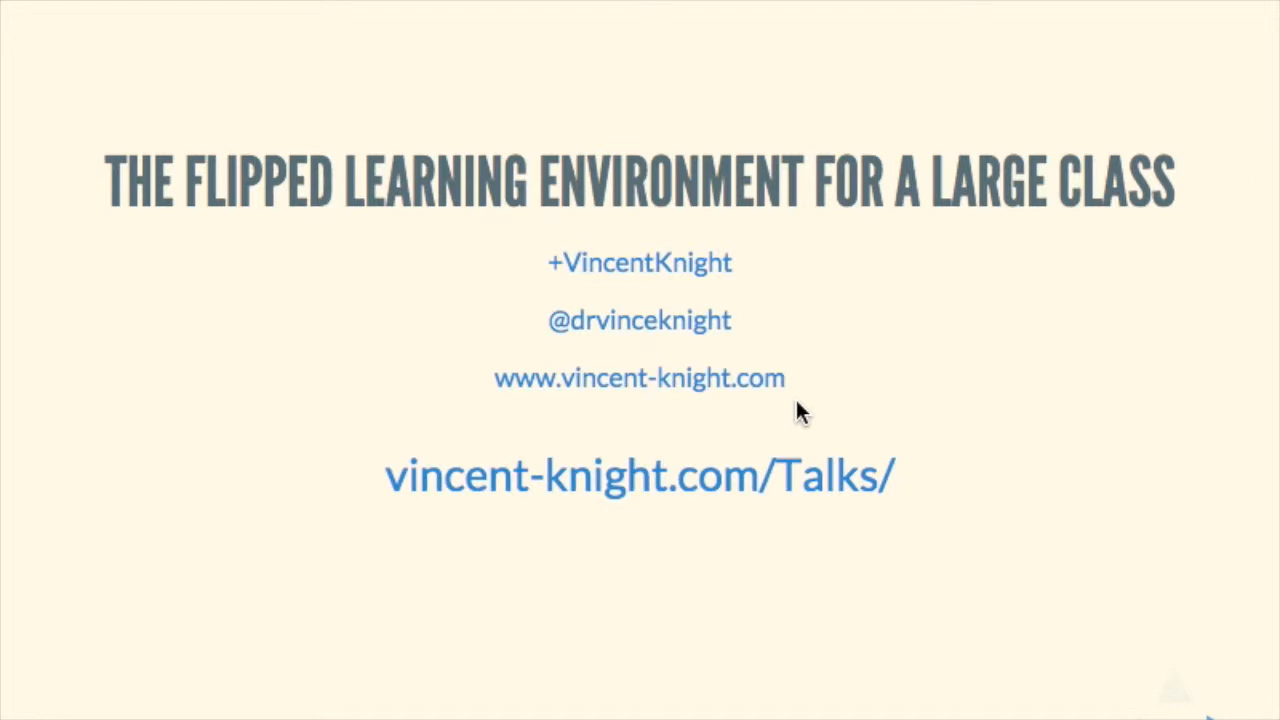 THE FLIPPED LEARNING ENVIRONMENT FOR A LARGE CLASS
+VincentKnight
@drvinceknight
www.vincent-knight.com
vincent-knight.com/Talks/